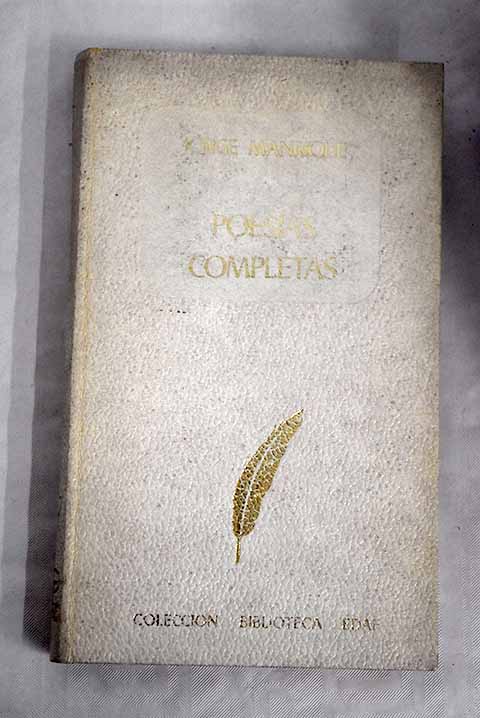 JORGE MANRIQUE
POESIAS
COMPLETAS
COLECCION BIBLIOTECA EDAF